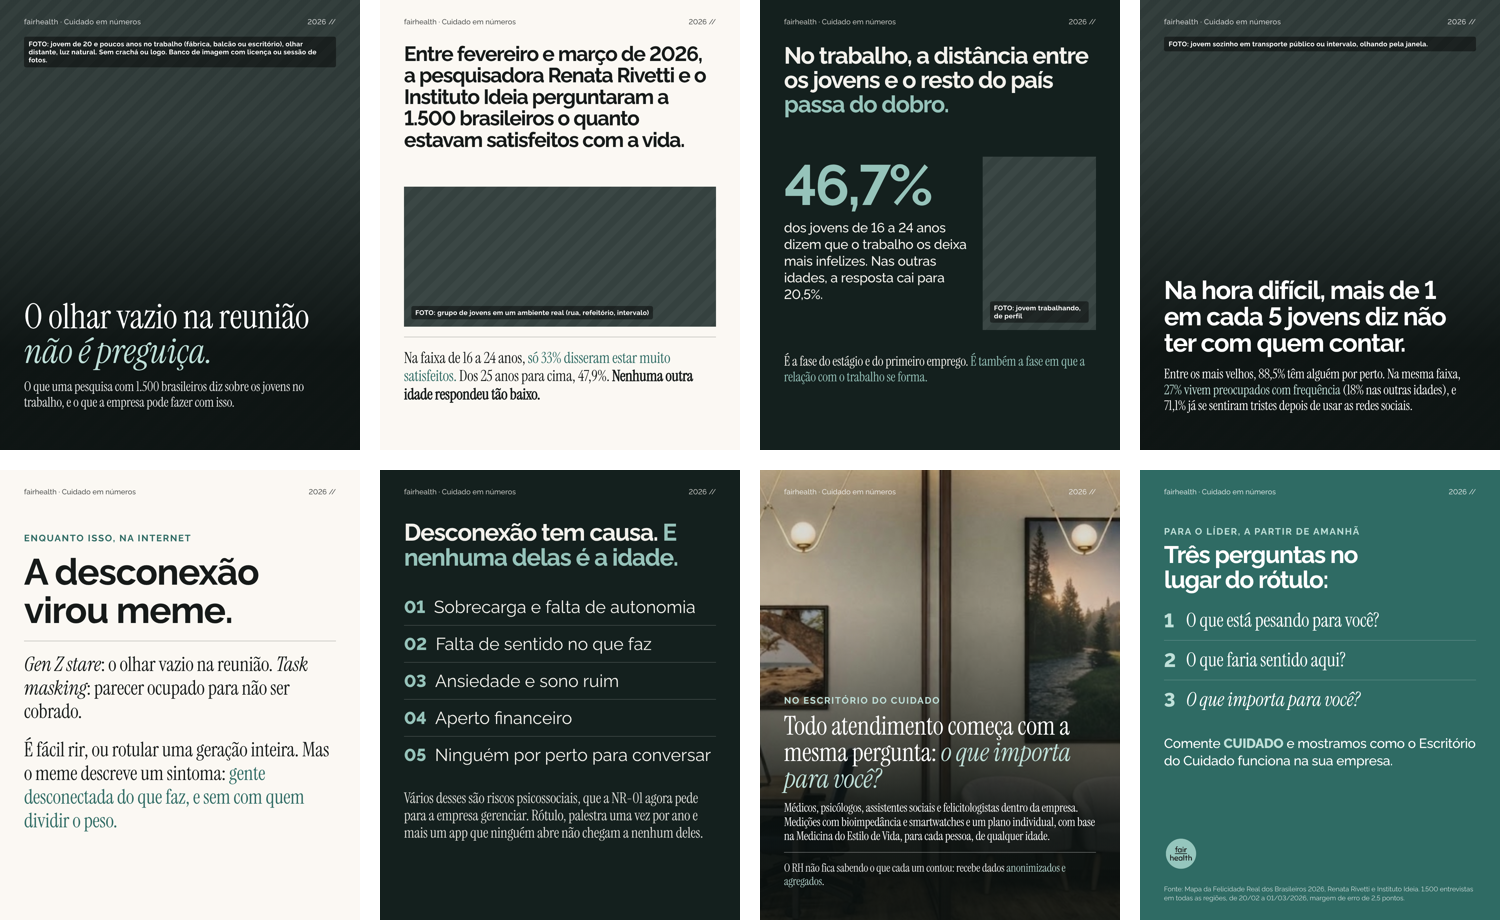 fairhealth · Cuidado em números
2026 //
FOTO: jovem de 20 e poucos anos no trabalho (fábrica, balcão ou escritório), olhar
distante, luz natural. Sem crachá ou logo. Banco de imagem com licença ou sessão de
fotos.
O olhar vazio na reunião
não é preguiça.
O que uma pesquisa com 1.500 brasileiros diz sobre os jovens no
trabalho, e o que a empresa pode fazer com isso.
fairhealth · Cuidado em números
2026 //
Entre fevereiro e março de 2026,
a pesquisadora Renata Rivetti e o
Instituto Ideia perguntaram a
1.500 brasileiros o quanto
estavam satisfeitos com a vida.
FOTO: grupo de jovens em um ambiente real (rua, refeitório, intervalo)
Na faixa de 16 a 24 anos, só 33% disseram estar muito
satisfeitos. Dos 25 anos para cima, 47,9%. Nenhuma outra
idade respondeu tão baixo.
fairhealth · Cuidado em números
2026 //
No trabalho, a distância entre
os jovens e o resto do país
passa do dobro.
46,7%
dos jovens de 16 a 24 anos
dizem que o trabalho os deixa
mais infelizes. Nas outras
idades, a resposta cai para
20,5%.
FOTO: jovem trabalhando,
de perfil
É a fase do estágio e do primeiro emprego. É também a fase em que a
relação com o trabalho se forma.
fairhealth · Cuidado em números
2026 //
FOTO: jovem sozinho em transporte público ou intervalo, olhando pela janela.
Na hora difícil, mais de 1
em cada 5 jovens diz não
ter com quem contar.
Entre os mais velhos, 88,5% têm alguém por perto. Na mesma faixa,
27% vivem preocupados com frequência (18% nas outras idades), e
71,1% já se sentiram tristes depois de usar as redes sociais.
fairhealth · Cuidado em números
2026 //
ENQUANTO ISSO, NA INTERNET
A desconexão
virou meme.
Gen Z stare: o olhar vazio na reunião. Task
masking: parecer ocupado para não ser
cobrado.
É fácil rir, ou rotular uma geração inteira. Mas
o meme descreve um sintoma: gente
desconectada do que faz, e sem com quem
dividir o peso.
fairhealth · Cuidado em números
2026 //
Desconexão tem causa. E
nenhuma delas é a idade.
01 Sobrecarga e falta de autonomia
02 Falta de sentido no que faz
03 Ansiedade e sono ruim
04 Aperto financeiro
05 Ninguém por perto para conversar
Vários desses são riscos psicossociais, que a NR-01 agora pede
para a empresa gerenciar. Rótulo, palestra uma vez por ano e
mais um app que ninguém abre não chegam a nenhum deles.
fairhealth · Cuidado em números
2026 //
NO ESCRITÓRIO DO CUIDADO
Todo atendimento começa com a
mesma pergunta: o que importa
para você?
Médicos, psicólogos, assistentes sociais e felicitologistas dentro da empresa.
Medições com bioimpedância e smartwatches e um plano individual, com base
na Medicina do Estilo de Vida, para cada pessoa, de qualquer idade.
O RH não fica sabendo o que cada um contou: recebe dados anonimizados e
agregados.
fairhealth · Cuidado em números
2026 //
PARA O LÍDER, A PARTIR DE AMANHÃ
Três perguntas no
lugar do rótulo:
1 O que está pesando para você?
2 O que faria sentido aqui?
3 O que importa para você?
Comente CUIDADO e mostramos como o Escritório
do Cuidado funciona na sua empresa.
fair
health
Fonte: Mapa da Felicidade Real dos Brasileiros 2026, Renata Rivetti e Instituto Ideia. 1.500 entrevistas
em todas as regiões, de 20/02 a 01/03/2026, margem de erro de 2,5 pontos.